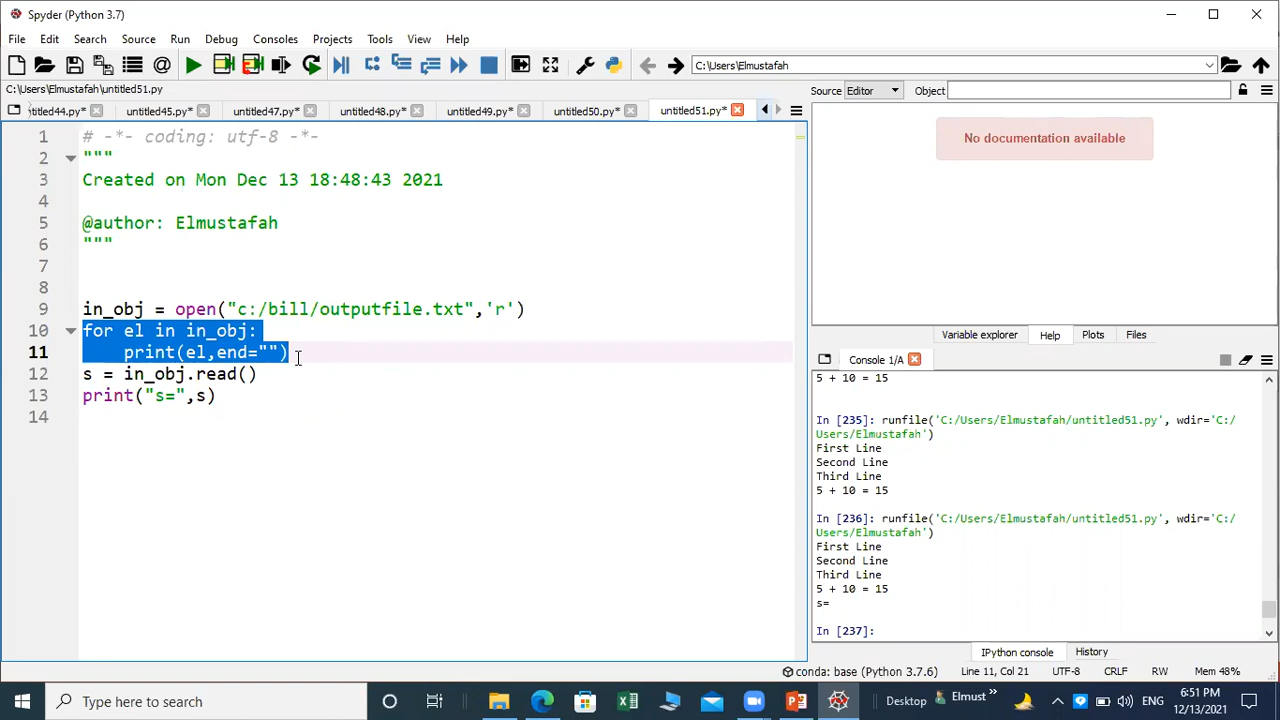 Spyder (Python 3.7)
File Edit Search Source Run Debug Consoles Projects Tools View Help
C:\Users\Elmustafah
C:\Users\Elmustafah\untitled51.py
Source Editor Object
ntitled44.py* untitled45.py* untitled47.py* untitled48.py* untitled49.py* untitled50.py* untitled51.py*
1 # -*- coding: utf-8 -*-
2 """
3 Created on Mon Dec 13 18:48:43 2021
4
5 @author: Elmustafah
6 """
7
8
9 in_obj = open("c:/bill/outputfile.txt",'r')
10 for el in in_obj:
11 print(el,end="")
12 s = in_obj.read()
13 print("s=",s)
14
No documentation available
Variable explorer Help Plots Files
Console 1/A
5 + 10 = 15
In [235]: runfile('C:/Users/Elmustafah/untitled51.py', wdir='C:/
Users/Elmustafah')
First Line
Second Line
Third Line
5 + 10 = 15
In [236]: runfile('C:/Users/Elmustafah/untitled51.py', wdir='C:/
Users/Elmustafah')
First Line
Second Line
Third Line
5 + 10 = 15
s=
In [237]:
IPython console History
conda: base (Python 3.7.6) Line 11, Col 21 UTF-8 CRLF RW Mem 48%
Type here to search
Desktop Elmust » ENG 6:51 PM
12/13/2021